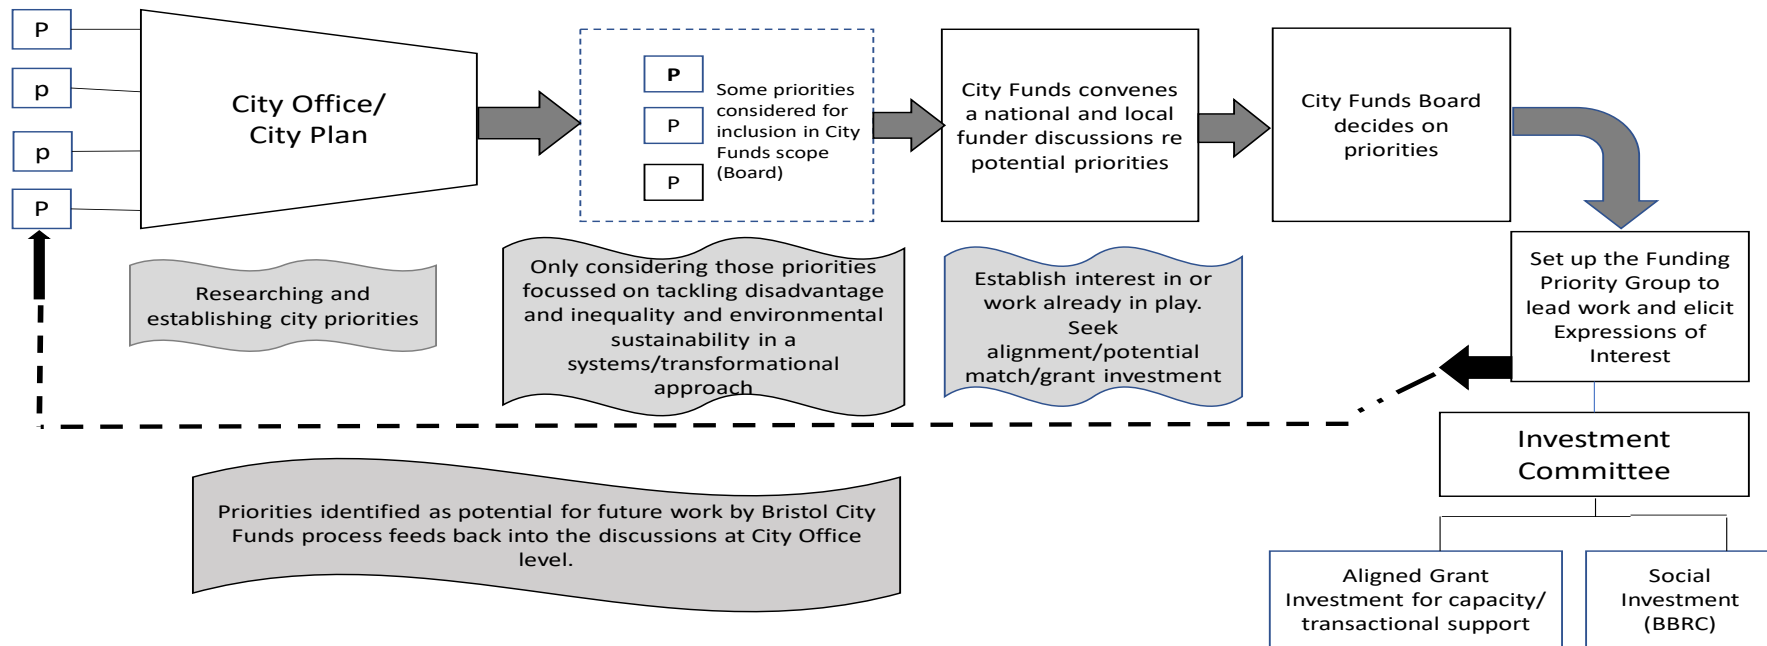 P
p
p
P
City Office/
City Plan
P
P
P
Some priorities
considered for
inclusion in City
Funds scope
(Board)
City Funds convenes
a national and local
funder discussions re
potential priorities
City Funds Board
decides on
priorities
Researching and
establishing city priorities
Only considering those priorities
focussed on tackling disadvantage
and inequality and environmental
sustainability in a
systems/transformational
approach
Establish interest in or
work already in play.
Seek
alignment/potential
match/grant investment
Set up the Funding
Priority Group to
lead work and elicit
Expressions of
Interest
Investment
Committee
Priorities identified as potential for future work by Bristol City
Funds process feeds back into the discussions at City Office
level.
Aligned Grant
Investment for capacity/
transactional support
Social
Investment
(BBRC)